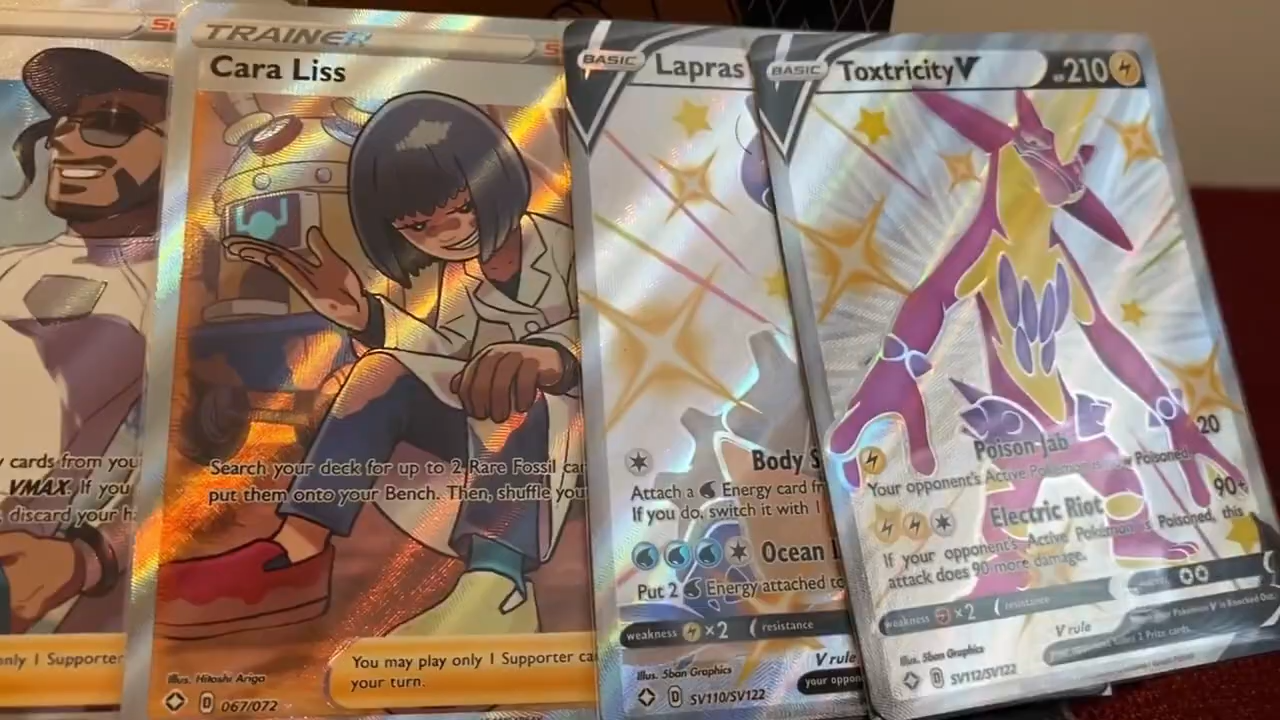 TRAINER
Cara Liss
Search your deck for up to 2 Rare Fossil
put them onto your Bench. Then, shuffle
You may play only 1 Supporter
your turn.
Illus. Hitoshi Ariga
D 067/072
cards from you
VMAX. If you
discard your
only 1 Supporter
BASIC Lapras
Body
Attach a Energy card
If you do, switch it with 1
Ocean
Put 2 Energy attached to
weakness ×2 resistance
V rule
Illus. 5ban Graphics
D SV110/SV122
BASIC Toxtricity V HP 210
Poison Jab 20
Your opponent's Active Pokémon is now Poisoned.
Electric Riot 90+
If your opponent's Active Pokémon is Poisoned, this
attack does 90 more damage.
weakness ×2 resistance
V rule
Illus. 5ban Graphics
D SV112/SV122